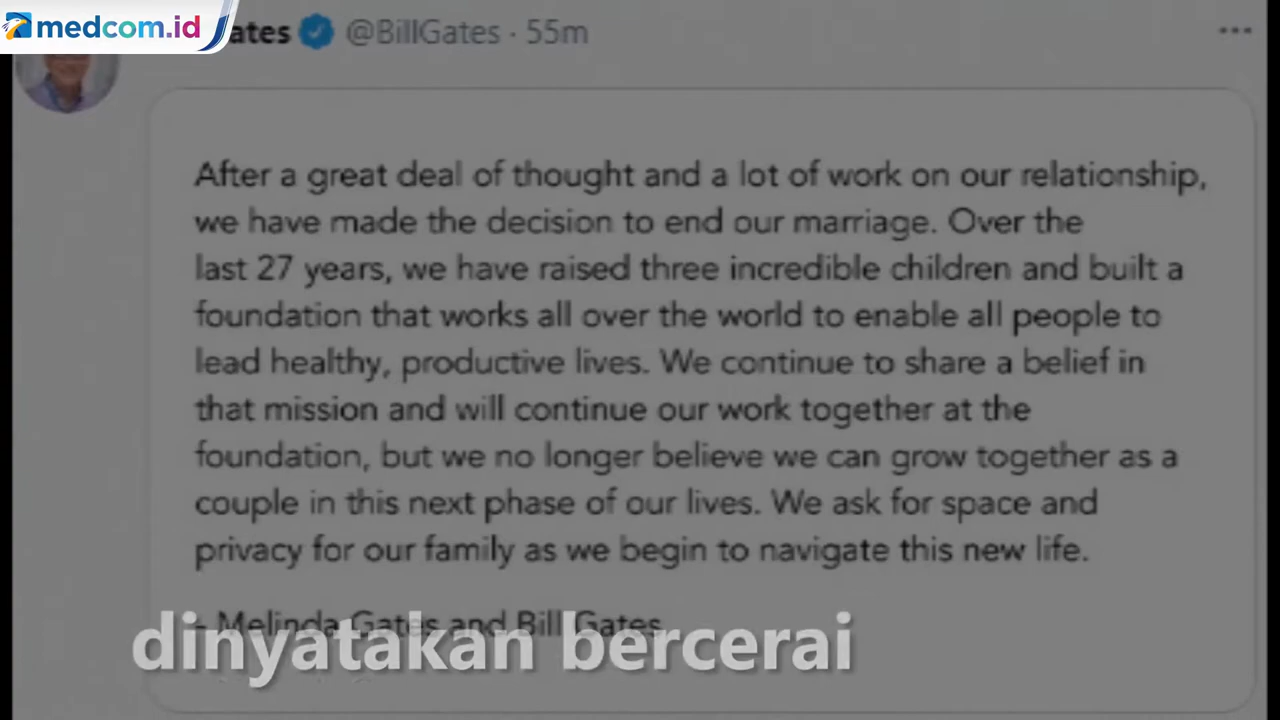 medcom.id
ates @BillGates · 55m
After a great deal of thought and a lot of work on our relationship,
we have made the decision to end our marriage. Over the
last 27 years, we have raised three incredible children and built a
foundation that works all over the world to enable all people to
lead healthy, productive lives. We continue to share a belief in
that mission and will continue our work together at the
foundation, but we no longer believe we can grow together as a
couple in this next phase of our lives. We ask for space and
privacy for our family as we begin to navigate this new life.
- Melinda Gates and Bill Gates
dinyatakan bercerai